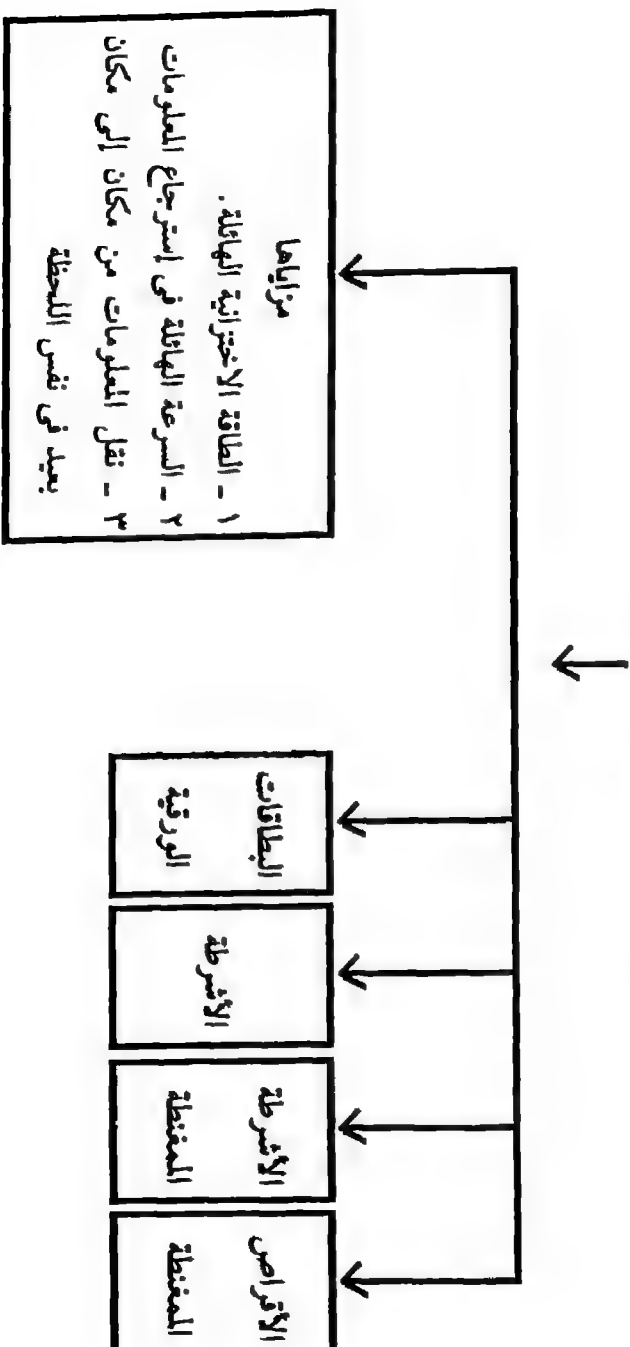 مزاياها
١ ـ الطاقة الاختزانية الهائلة .
٢ ـ السرعة الهائلة فى إسترجاع المعلومات
٣ ـ نقل المعلومات من مكان إلى مكان
بعيد فى نفس اللحظة
البطاقات
الورقية
الأشرطة
الأشرطة
الممغنطة
الأقراص
الممغنطة